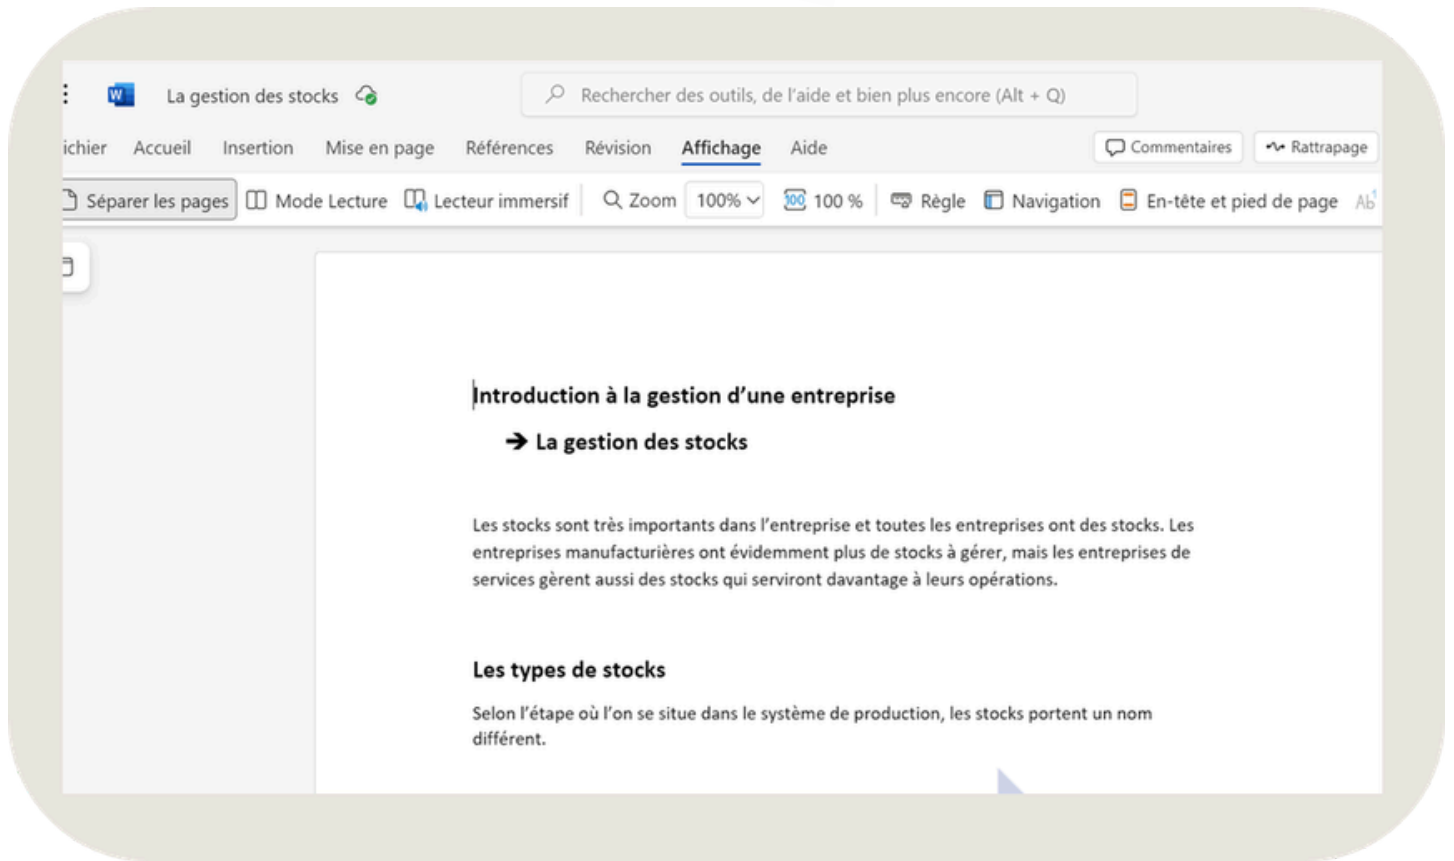 W La gestion des stocks Rechercher des outils, de l'aide et bien plus encore (Alt + Q)
ichier Accueil Insertion Mise en page Références Révision Affichage Aide Commentaires Rattrapage
Séparer les pages Mode Lecture Lecteur immersif Zoom 100% 100 100 % Règle Navigation En-tête et pied de page Ab1
Introduction à la gestion d’une entreprise
➔ La gestion des stocks
Les stocks sont très importants dans l’entreprise et toutes les entreprises ont des stocks. Les
entreprises manufacturières ont évidemment plus de stocks à gérer, mais les entreprises de
services gèrent aussi des stocks qui serviront davantage à leurs opérations.
Les types de stocks
Selon l’étape où l’on se situe dans le système de production, les stocks portent un nom
différent.